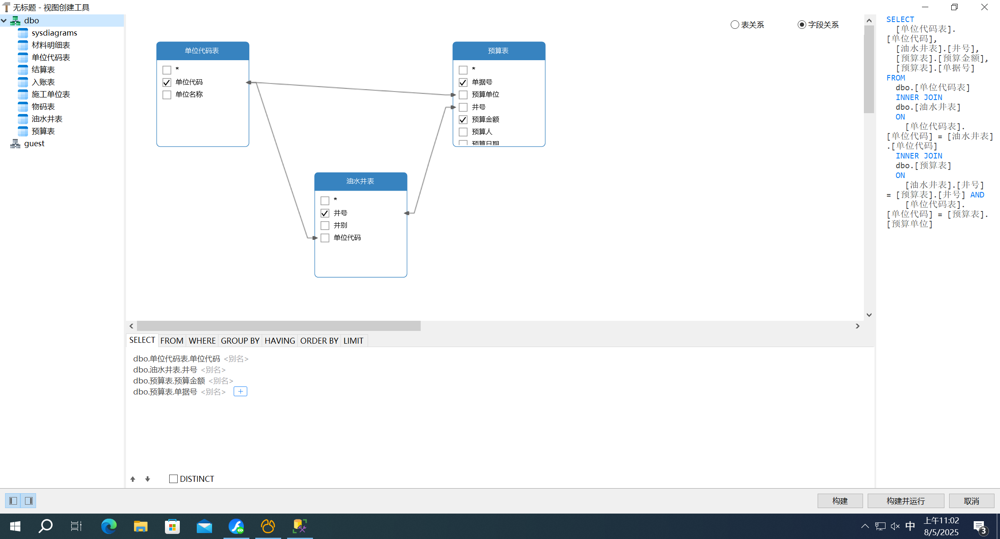 无标题 - 视图创建工具
dbo
sysdiagrams
材料明细表
单位代码表
结算表
入账表
施工单位表
物码表
油水井表
预算表
guest
表关系
字段关系
单位代码表
*
单位代码
单位名称
预算表
*
单据号
预算单位
井号
预算金额
预算人
预算日期
油水井表
*
井号
井别
单位代码
SELECT FROM WHERE GROUP BY HAVING ORDER BY LIMIT
dbo.单位代码表.单位代码 <别名>
dbo.油水井表.井号 <别名>
dbo.预算表.预算金额 <别名>
dbo.预算表.单据号 <别名> +
DISTINCT
SELECT
[单位代码表].
[单位代码],
[油水井表].[井号],
[预算表].[预算金额],
[预算表].[单据号]
FROM
dbo.[单位代码表]
INNER JOIN
dbo.[油水井表]
ON
[单位代码表].
[单位代码] = [油水井表]
.[单位代码]
INNER JOIN
dbo.[预算表]
ON
[油水井表].[井号]
= [预算表].[井号] AND
[单位代码表].
[单位代码] = [预算表].
[预算单位]
构建
构建并运行
取消
中
上午11:02
8/5/2025
3